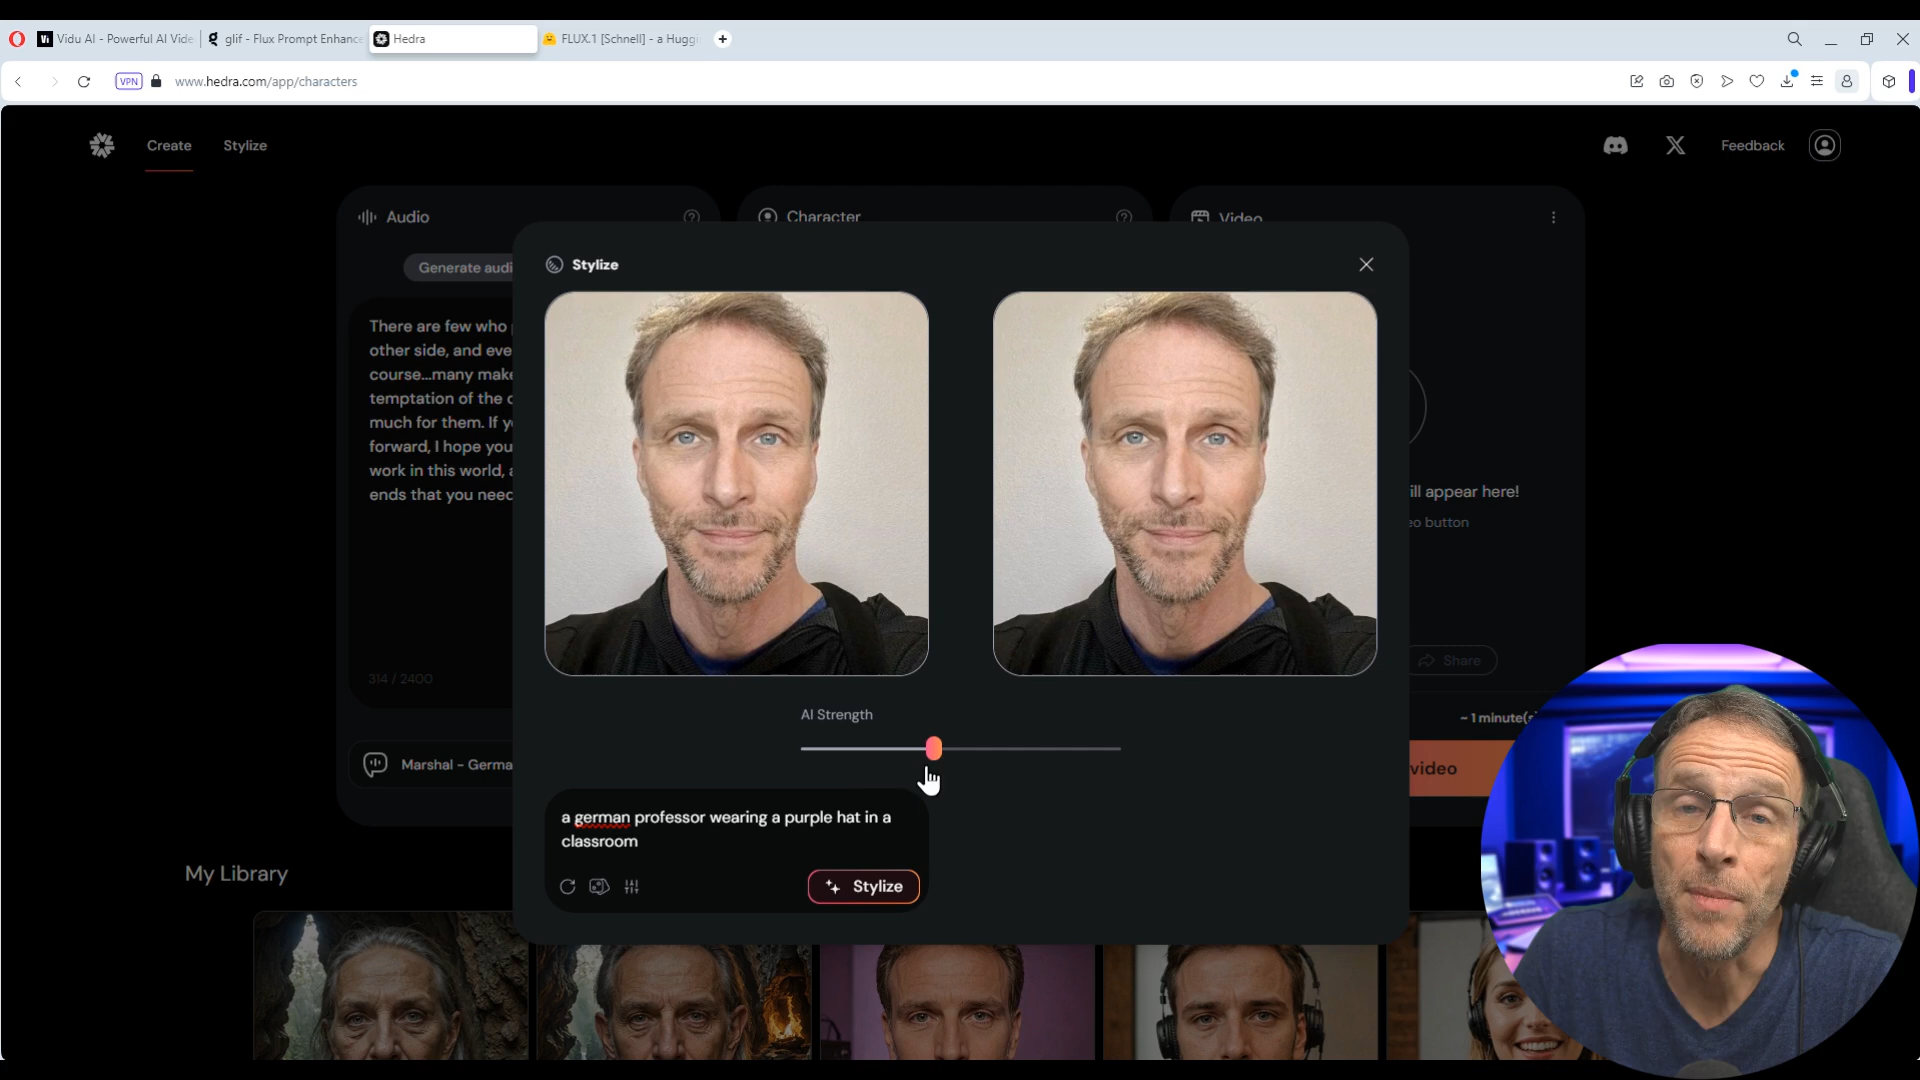 Vidu AI - Powerful AI Vide
glif - Flux Prompt Enhance
Hedra
FLUX.1 [Schnell] - a Huggi
VPN
www.hedra.com/app/characters
Create
Stylize
Feedback
Audio
Character
Video
Generate audi
There are few who
other side, and eve
course...many make
temptation of the
much for them. If y
forward, I hope you
work in this world,
ends that you need
314 / 2400
Marshal - Germa
Stylize
AI Strength
a german professor wearing a purple hat in a
classroom
Stylize
ill appear here!
eo button
Share
~ 1 minute(s
video
My Library